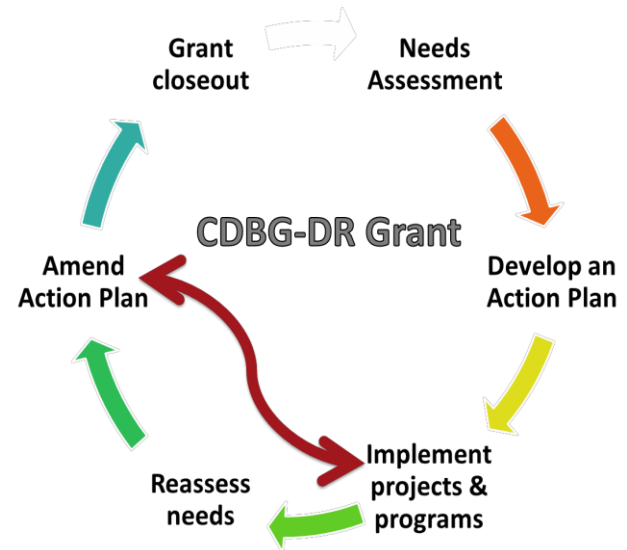 Grant
closeout
Needs
Assessment
CDBG-DR Grant
Amend
Action Plan
Develop an
Action Plan
Reassess
needs
Implement
projects &
programs